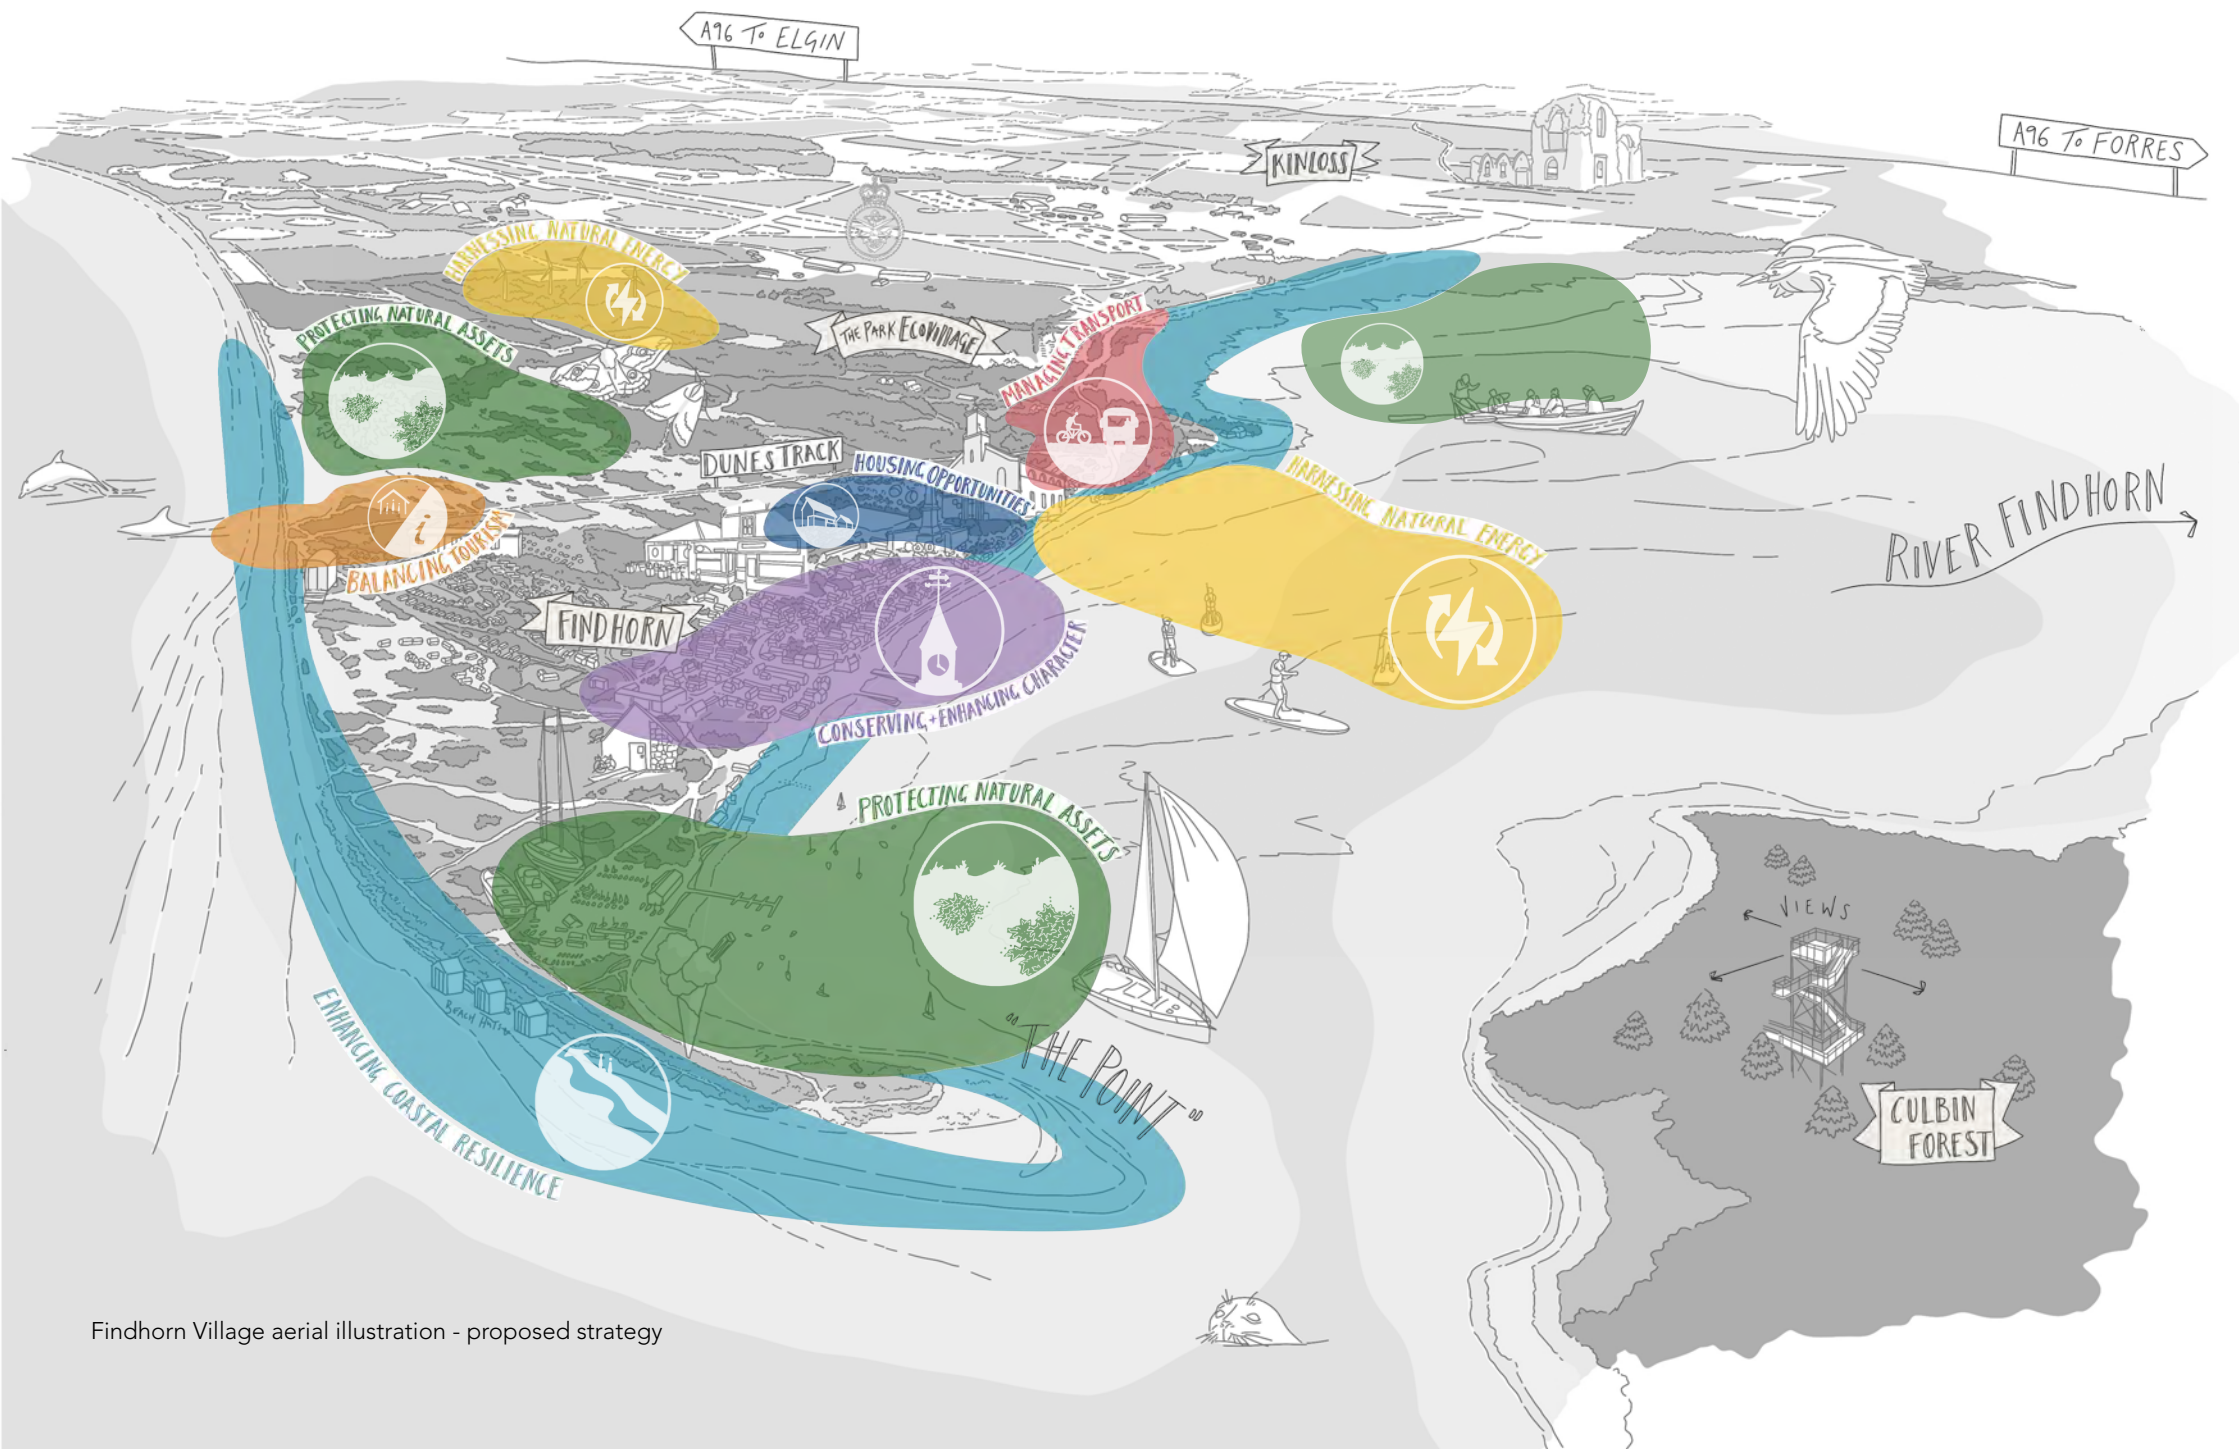 A96 To ELGIN
A96 To FORRES
KINLOSS
HARNESSING NATURAL ENERGY
PROTECTING NATURAL ASSETS
THE PARK ECOVILLAGE
MANAGING TRANSPORT
DUNES TRACK
HOUSING OPPORTUNITIES
HARNESSING NATURAL ENERGY
RIVER FINDHORN
BALANCING TOURISM
i
FINDHORN
CONSERVING + ENHANCING CHARACTER
PROTECTING NATURAL ASSETS
VIEWS
BEACH HUTS
"THE POINT"
ENHANCING COASTAL RESILIENCE
CULBIN
FOREST
Findhorn Village aerial illustration - proposed strategy